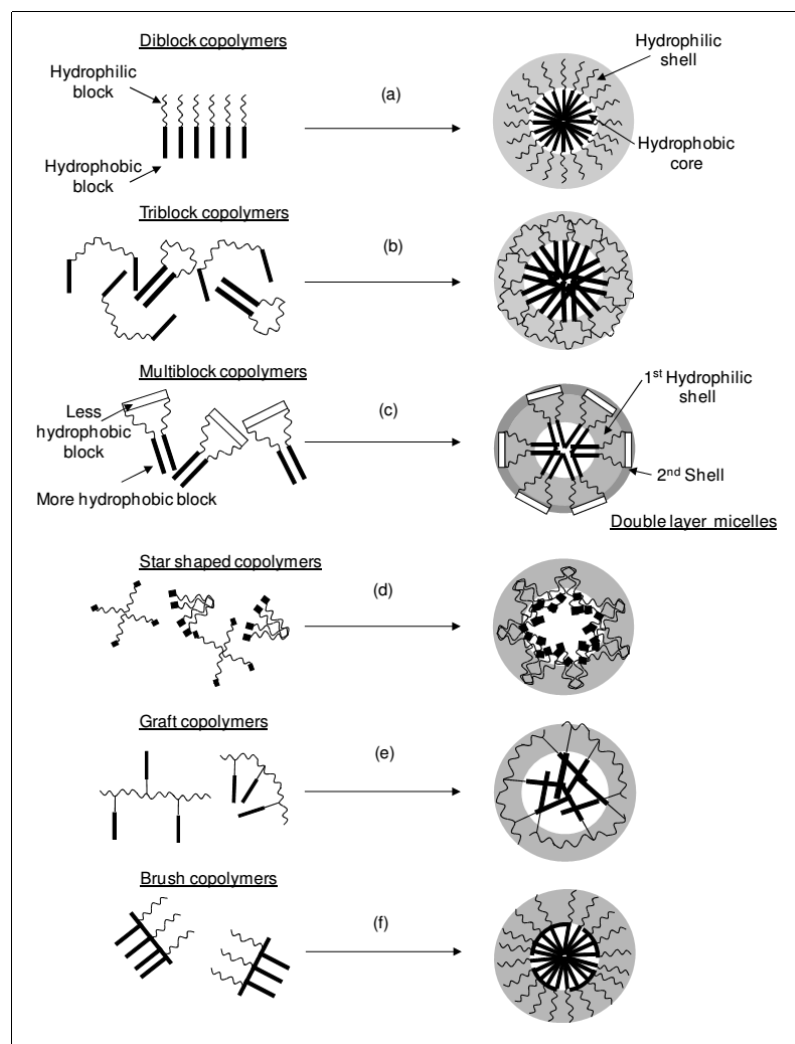 Diblock copolymers
Hydrophilic
block
Hydrophobic
block
(a)
Hydrophilic
shell
Hydrophobic
core
Triblock copolymers
(b)
Multiblock copolymers
Less
hydrophobic
block
More hydrophobic block
(c)
1st Hydrophilic
shell
2nd Shell
Double layer micelles
Star shaped copolymers
(d)
Graft copolymers
(e)
Brush copolymers
(f)